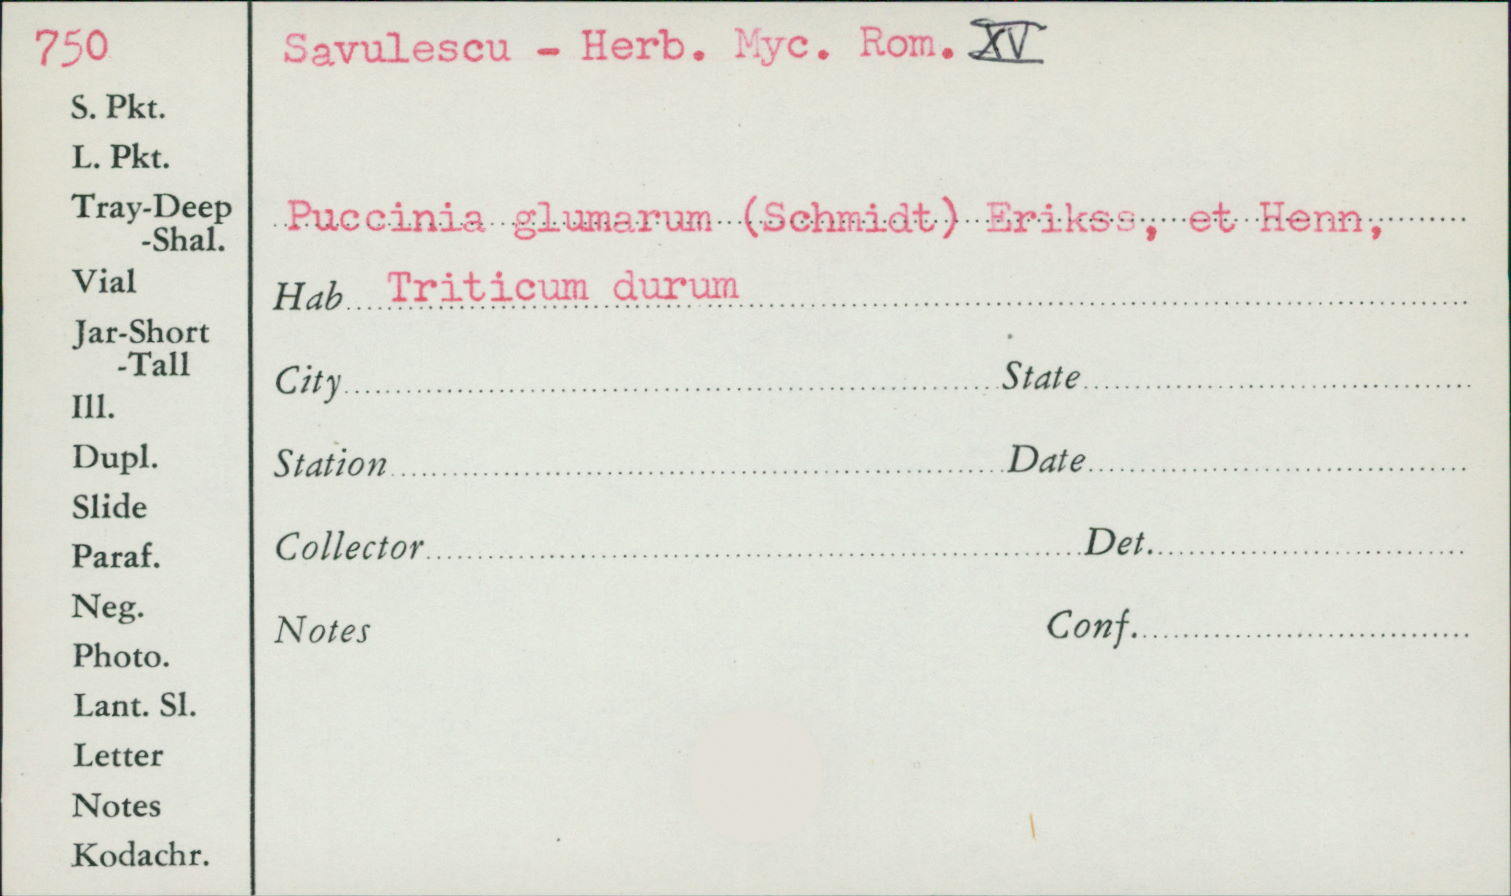 750
Savulescu - Herb. Myc. Rom. XV
S. Pkt.
L. Pkt.
Tray-Deep
-Shal.
Vial
Jar-Short
-Tall
Ill.
Dupl.
Slide
Paraf.
Neg.
Photo.
Lant. Sl.
Letter
Notes
Kodachr.
Puccinia glumarum (Schmidt) Erikss, et Henn,
Hab Triticum durum
City State
Station Date
Collector Det.
Notes Conf.